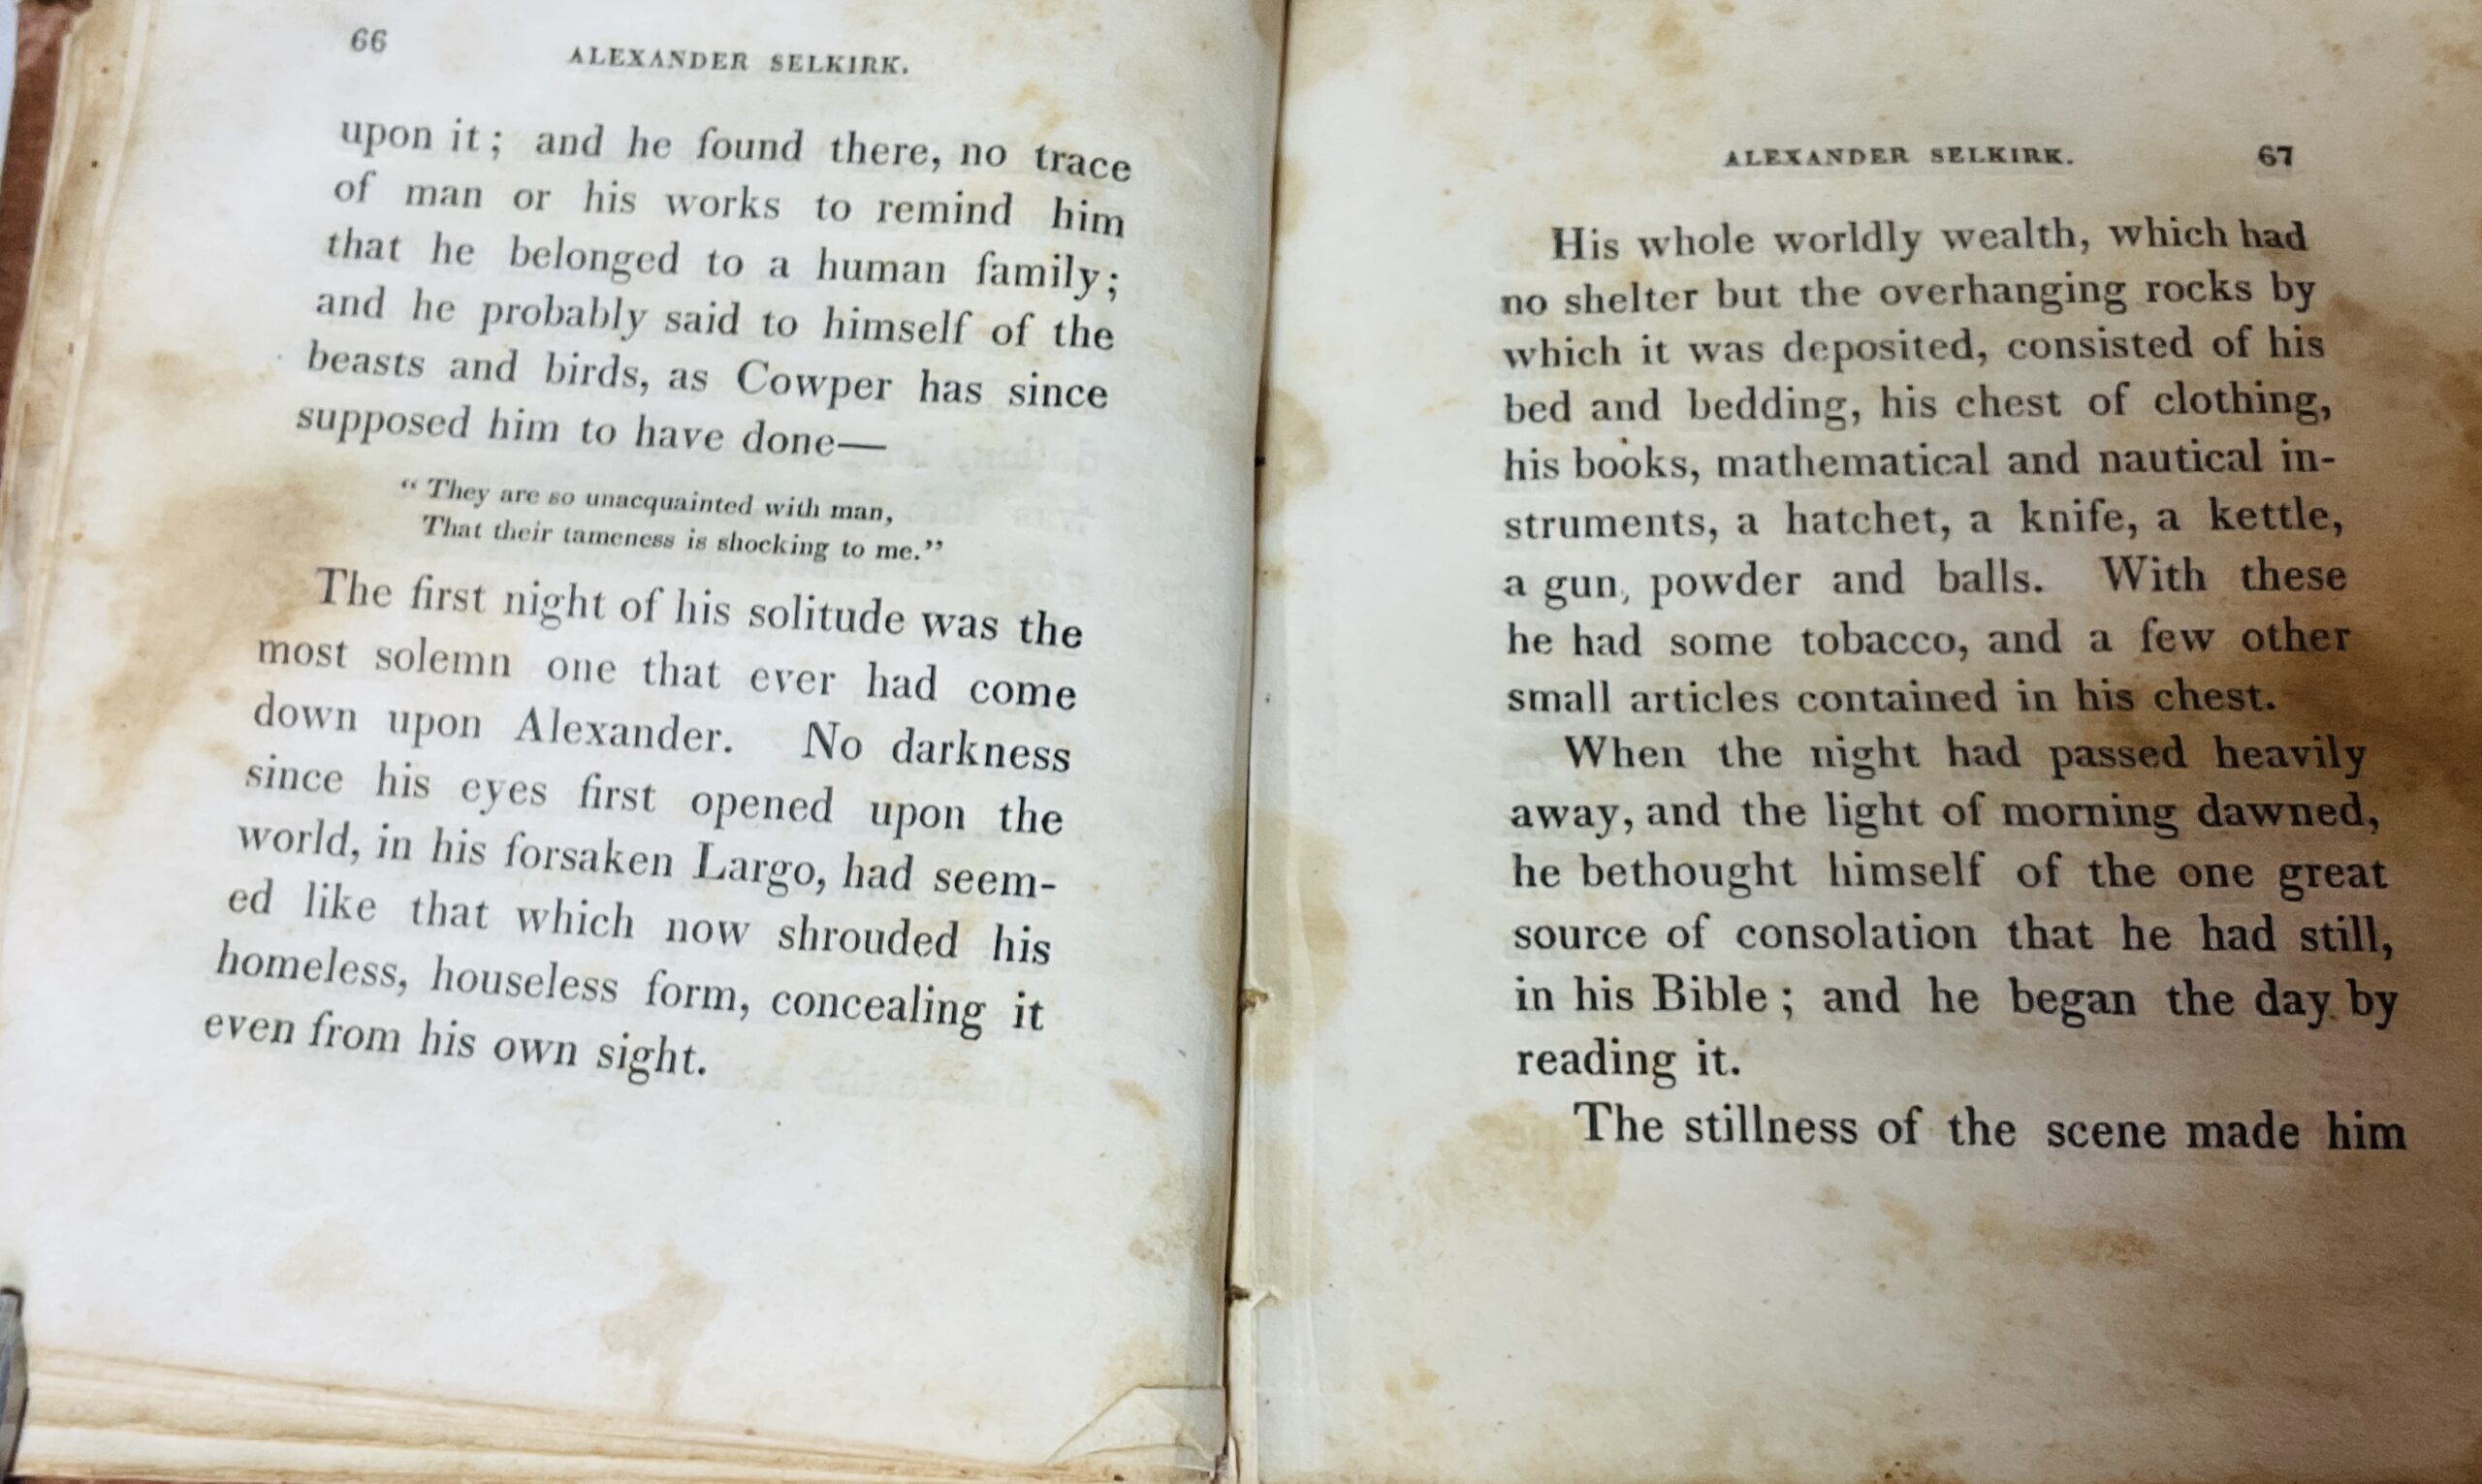 66
ALEXANDER SELKIRK.
upon it; and he found there, no trace
of man or his works to remind him
that he belonged to a human family;
and he probably said to himself of the
beasts and birds, as Cowper has since
supposed him to have done—
“ They are so unacquainted with man,
That their tameness is shocking to me.”
The first night of his solitude was the
most solemn one that ever had come
down upon Alexander. No darkness
since his eyes first opened upon the
world, in his forsaken Largo, had seem-
ed like that which now shrouded his
homeless, houseless form, concealing it
even from his own sight.
ALEXANDER SELKIRK. 67
His whole worldly wealth, which had
no shelter but the overhanging rocks by
which it was deposited, consisted of his
bed and bedding, his chest of clothing,
his books, mathematical and nautical in-
struments, a hatchet, a knife, a kettle,
a gun, powder and balls. With these
he had some tobacco, and a few other
small articles contained in his chest.
When the night had passed heavily
away, and the light of morning dawned,
he bethought himself of the one great
source of consolation that he had still,
in his Bible; and he began the day by
reading it.
The stillness of the scene made him